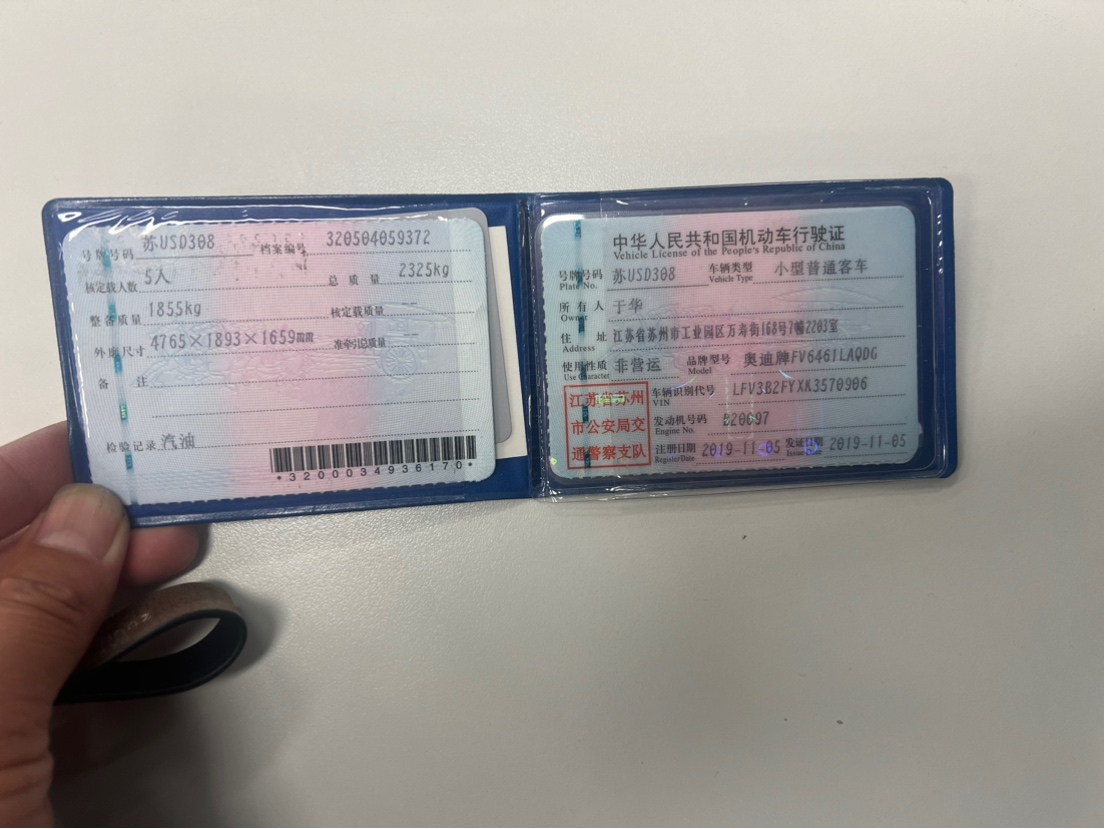 号牌号码 苏USD308 档案编号 320504059372
核定载人数 5人 总质量 2325kg
整备质量 1855kg 核定载质量 --
外廓尺寸 4765×1893×1659mm 准牵引总质量 --
备注
检验记录 汽油
*3200034936170*
中华人民共和国机动车行驶证
Vehicle License of the People's Republic of China
号牌号码 苏USD308 车辆类型 小型普通客车
Plate No. Vehicle Type
所有人 于华
Owner
住址 江苏省苏州市工业园区万寿街168号7幢2203室
Address
使用性质 非营运 品牌型号 奥迪牌FV6461LAQDG
Use Character Model
江苏省苏州
市公安局交
通警察支队
车辆识别代号 LFV3B2FYXK3570906
VIN
发动机号码 B20697
Engine No.
注册日期 2019-11-05 发证日期 2019-11-05
Register Date Issue Date